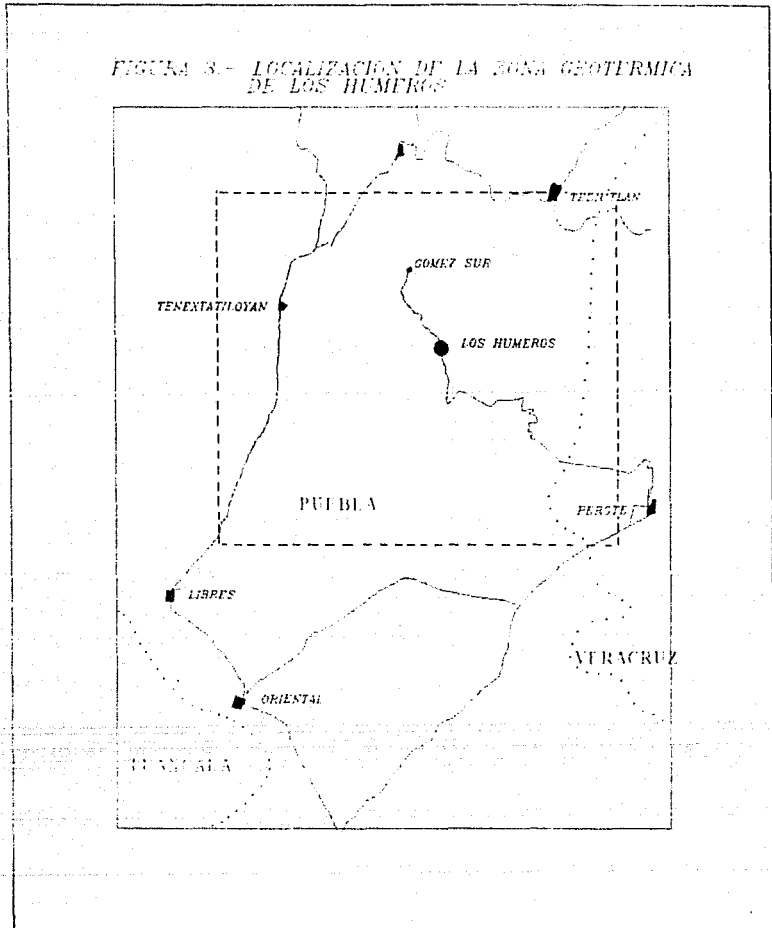 FIGURA 3.- LOCALIZACION DE LA ZONA GEOTERMICA
DE LOS HUMEROS
TEZIUTLAN
GOMEZ SUR
TENEXTATILOYAN
LOS HUMEROS
PUEBLA
PEROTE
LIBRES
VERACRUZ
ORIENTAL
TLAXCALA